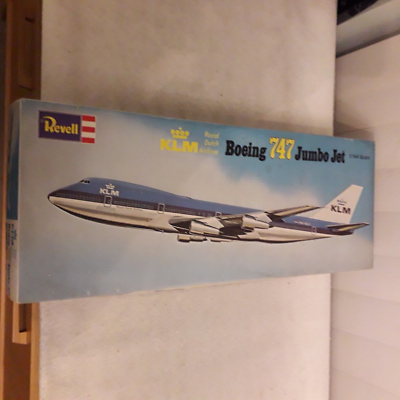 Revell
KLM
Royal
Dutch
Airlines
Boeing 747 Jumbo Jet
KLM
KLM